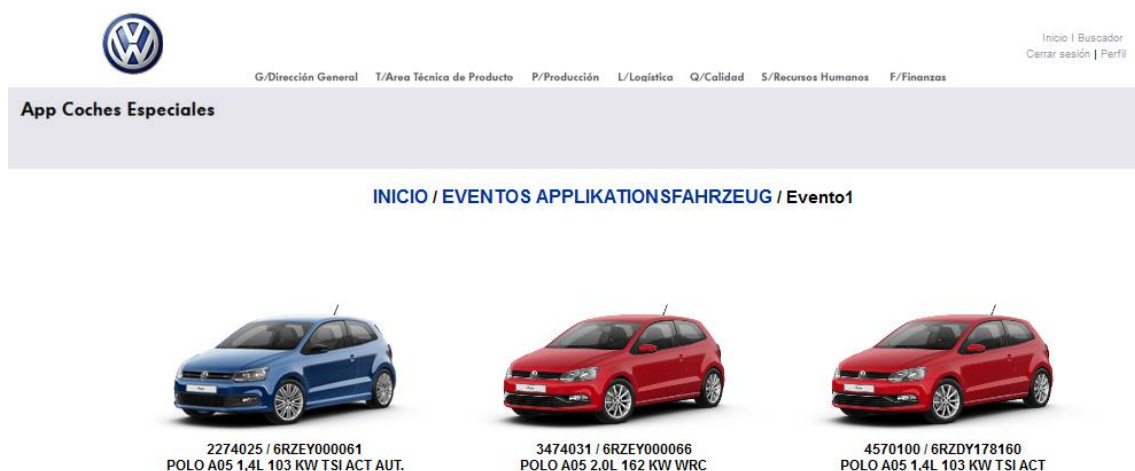 Inicio | Buscador
Cerrar sesión | Perfil
G/Dirección General T/Area Técnica de Producto P/Producción L/Logística Q/Calidad S/Recursos Humanos F/Finanzas
App Coches Especiales
INICIO / EVENTOS APPLIKATIONSFAHRZEUG / Evento1
2274025 / 6RZEY000061
POLO A05 1,4L 103 KW TSI ACT AUT.
3474031 / 6RZEY000066
POLO A05 2,0L 162 KW WRC
4570100 / 6RZDY178160
POLO A05 1,4L 103 KW TSI ACT